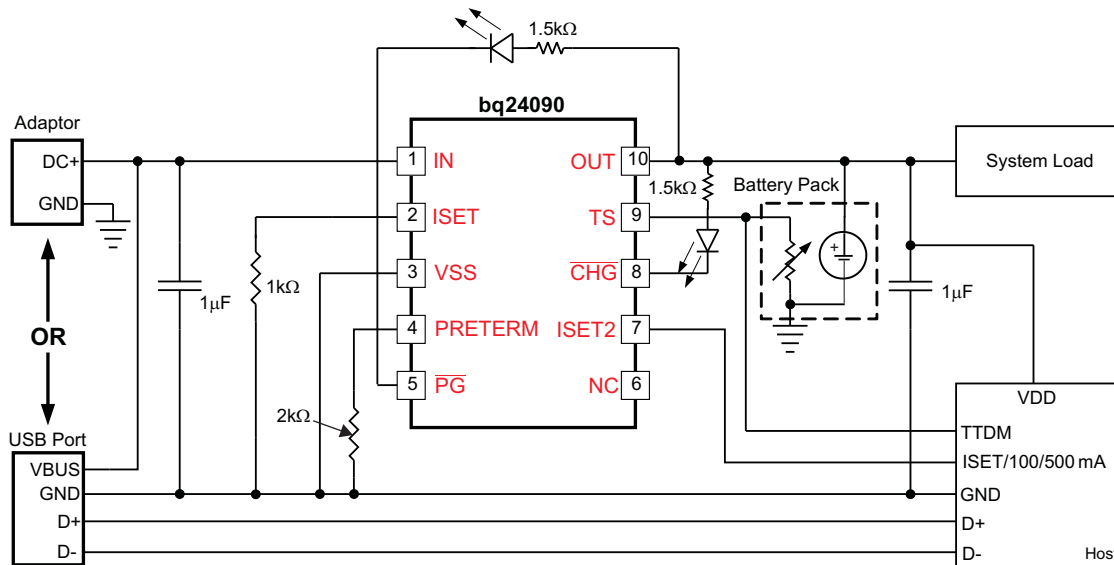 1.5kΩ
bq24090
Adaptor
DC+
GND
1
IN
OUT
10
System Load
1.5kΩ
Battery Pack
2
ISET
TS
9
+
3
VSS
CHG
8
1μF
1kΩ
1μF
OR
4
PRETERM
ISET2
7
5
PG
NC
6
VDD
2kΩ
USB Port
TTDM
VBUS
ISET/100/500 mA
GND
GND
D+
D+
D-
D-
Host